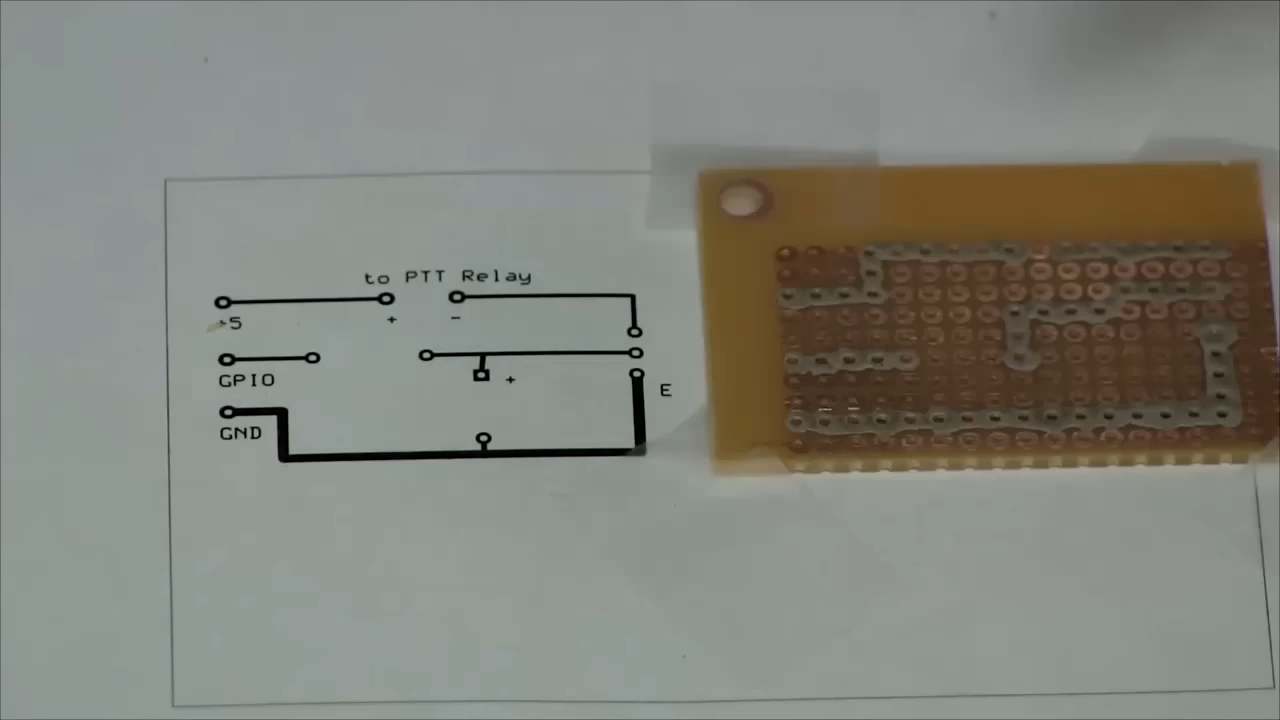 to PTT Relay
+ -
+5
GPIO
+
E
GND